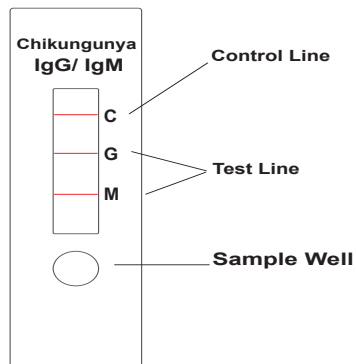 Chikungunya
IgG/ IgM
Control Line
C
G
Test Line
M
Sample Well